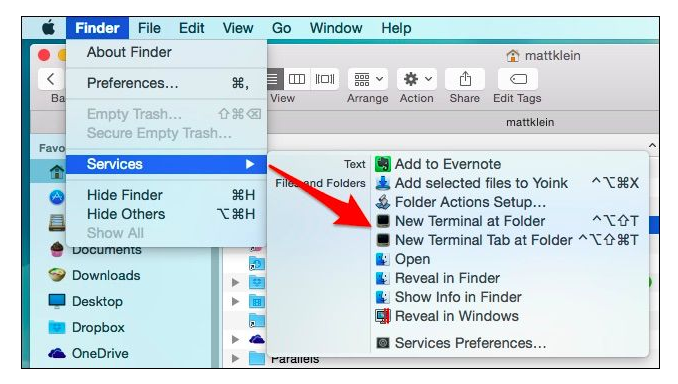 Finder File Edit View Go Window Help
About Finder
Preferences... ⌘,
Empty Trash... ⇧⌘⌫
Secure Empty Trash...
Services ▶
Hide Finder ⌘H
Hide Others ⌥⌘H
Show All
mattklein
Ba
View Arrange Action Share Edit Tags
mattklein
Favo
Documents
Downloads
Desktop
Dropbox
OneDrive
Text
Add to Evernote
Add selected files to Yoink ^⌥⌘X
Folder Actions Setup...
Files and Folders
New Terminal at Folder ^⌥⇧T
New Terminal Tab at Folder ^⌥⇧⌘T
Open
Reveal in Finder
Show Info in Finder
Reveal in Windows
Services Preferences...
Parallels